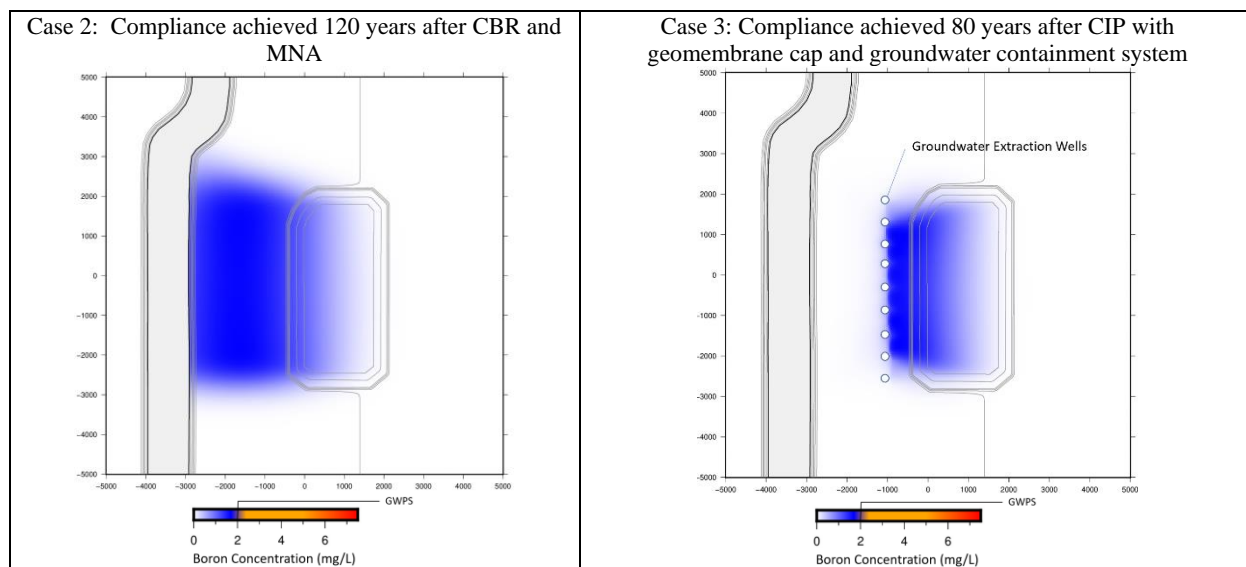 Case 2:  Compliance achieved 120 years after CBR and
MNA
5000
4000
3000
2000
1000
0
−1000
−2000
−3000
−4000
−5000
−5000 −4000 −3000 −2000 −1000 0 1000 2000 3000 4000 5000
GWPS
0 2 4 6
Boron Concentration (mg/L)
Case 3: Compliance achieved 80 years after CIP with
geomembrane cap and groundwater containment system
Groundwater Extraction Wells
5000
4000
3000
2000
1000
0
−1000
−2000
−3000
−4000
−5000
−5000 −4000 −3000 −2000 −1000 0 1000 2000 3000 4000 5000
GWPS
0 2 4 6
Boron Concentration (mg/L)